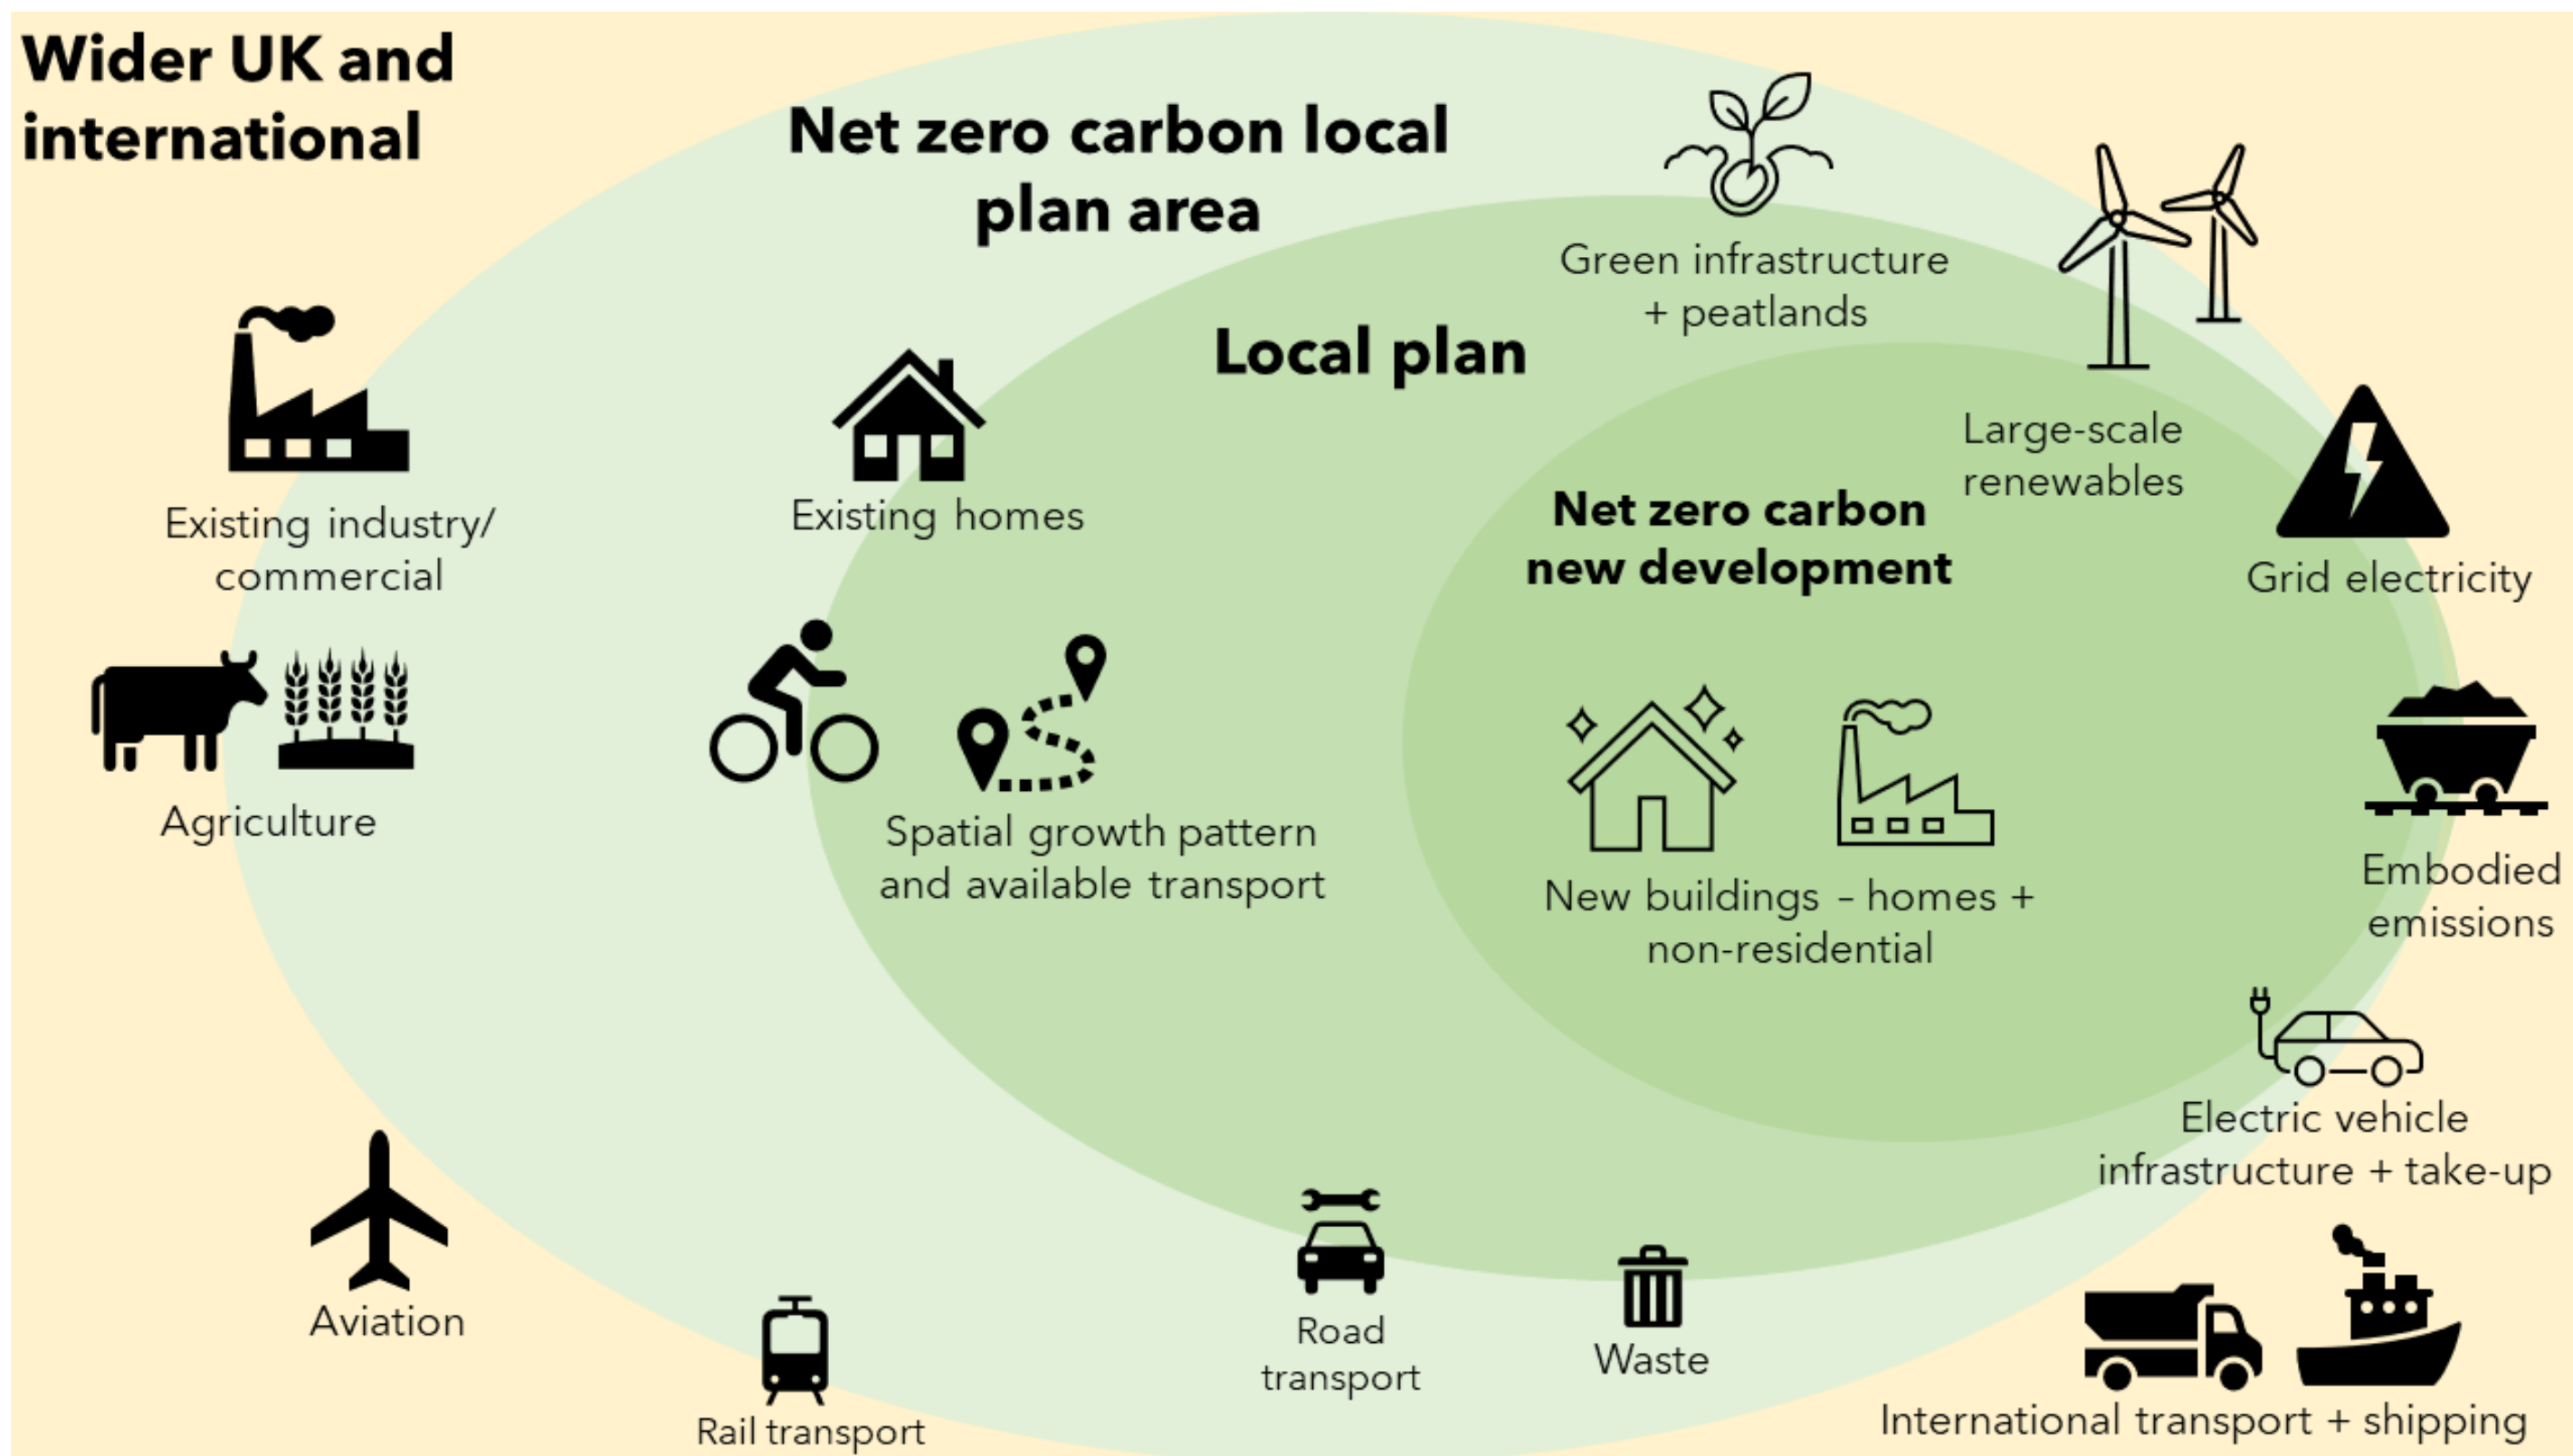 Wider UK and
international
Net zero carbon local
plan area
Green infrastructure
+ peatlands
Local plan
Large-scale
renewables
Existing industry/
commercial
Existing homes
Net zero carbon
new development
Grid electricity
Agriculture
Spatial growth pattern
and available transport
New buildings – homes +
non-residential
Embodied
emissions
Electric vehicle
infrastructure + take-up
Aviation
Rail transport
Road
transport
Waste
International transport + shipping